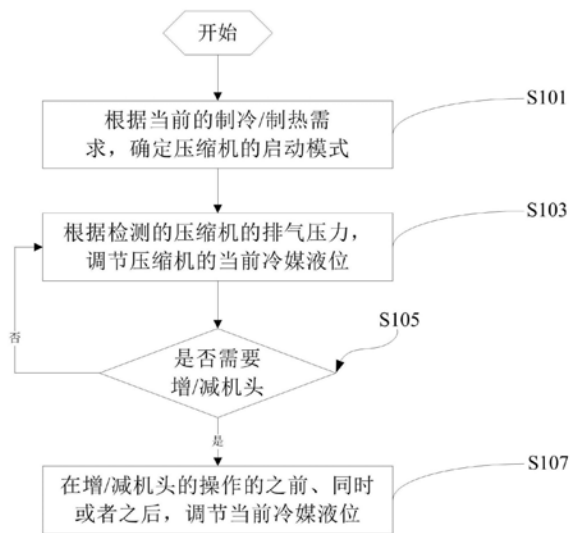 开始
根据当前的制冷/制热需
求，确定压缩机的启动模式
S101
根据检测的压缩机的排气压力，
调节压缩机的当前冷媒液位
S103
是否需要
增/减机头
S105
否
是
在增/减机头的操作的之前、同时
或者之后，调节当前冷媒液位
S107